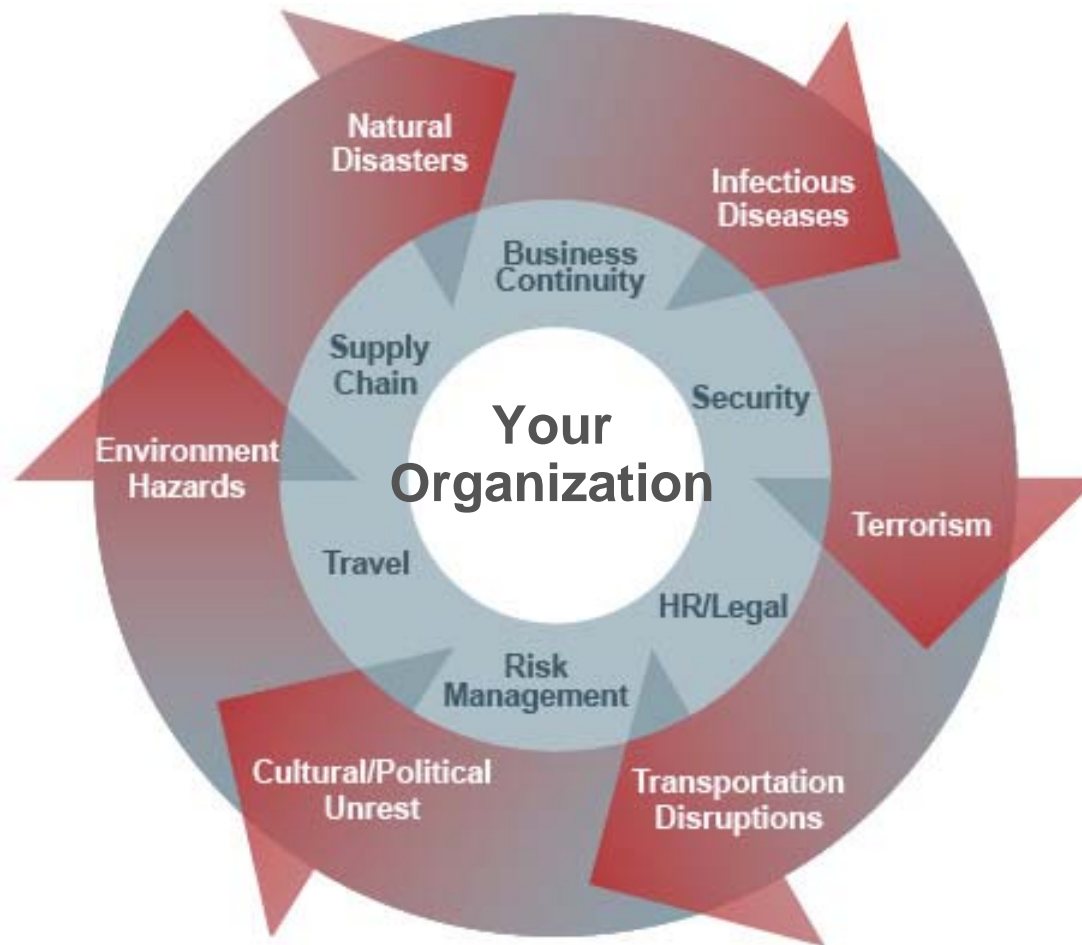 Natural
Disasters
Infectious
Diseases
Business
Continuity
Supply
Chain
Security
Your
Organization
Environment
Hazards
Terrorism
Travel
HR/Legal
Risk
Management
Cultural/Political
Unrest
Transportation
Disruptions